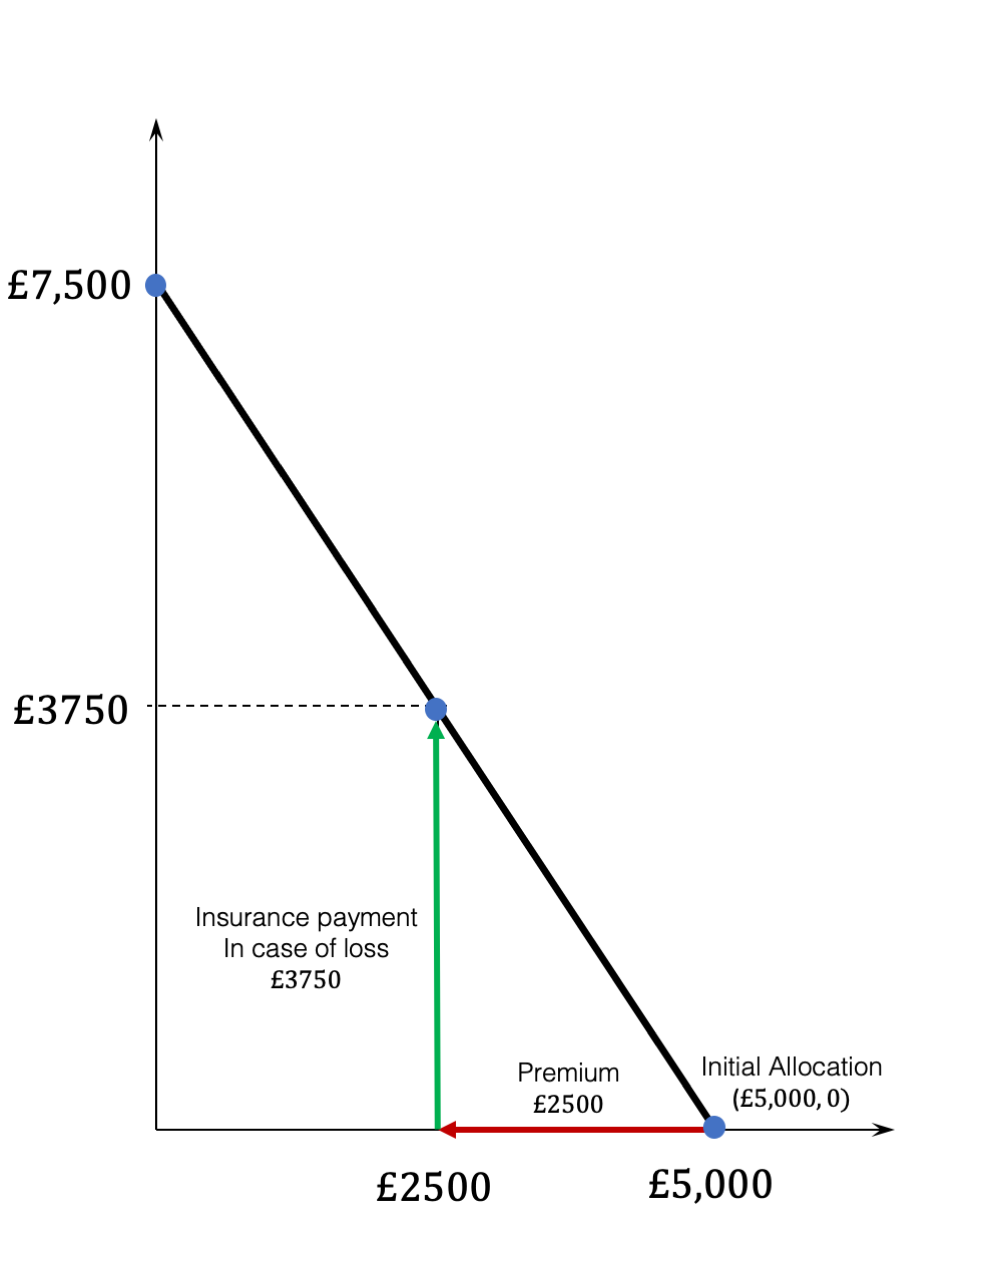 £7,500
£3750
Insurance payment
In case of loss
£3750
Premium
£2500
Initial Allocation
(£5,000, 0)
£2500
£5,000